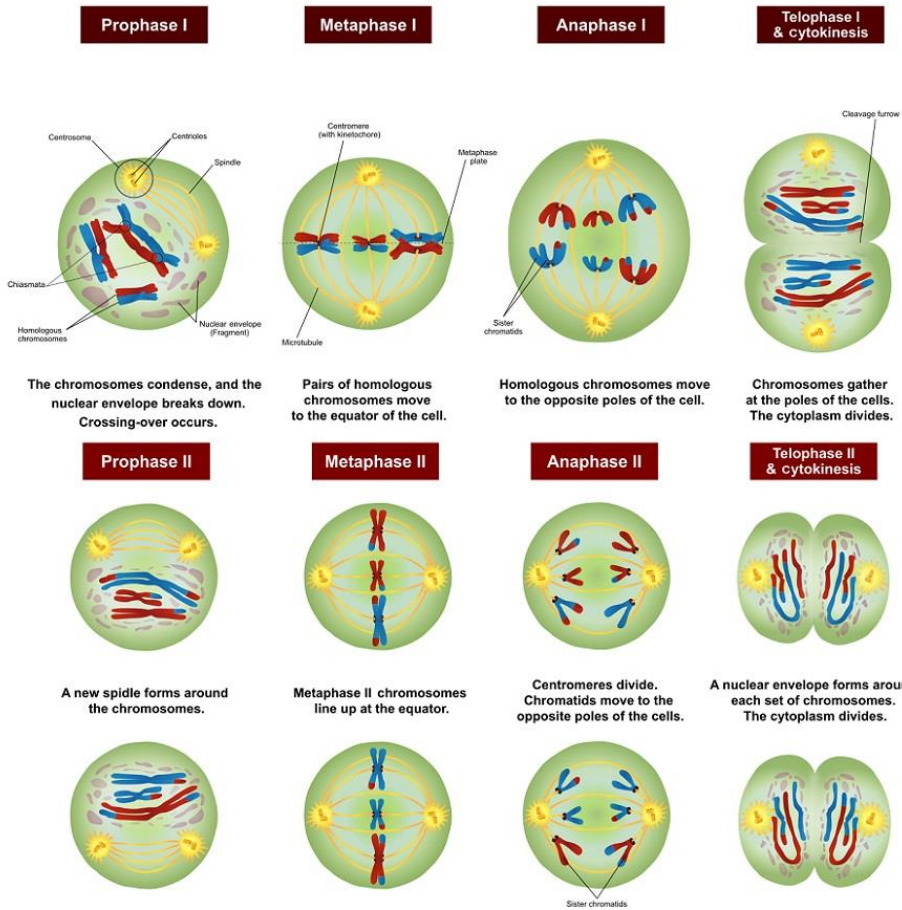 Prophase I
Metaphase I
Anaphase I
Telophase I
& cytokinesis
Centrosome
Centrioles
Spindle
Chiasmata
Homologous
chromosomes
Nuclear envelope
(Fragment)
Centromere
(with kinetochore)
Metaphase
plate
Microtubule
Sister
chromatids
Cleavage furrow
The chromosomes condense, and the
nuclear envelope breaks down.
Crossing-over occurs.
Pairs of homologous
chromosomes move
to the equator of the cell.
Homologous chromosomes move
to the opposite poles of the cell.
Chromosomes gather
at the poles of the cells.
The cytoplasm divides.
Prophase II
Metaphase II
Anaphase II
Telophase II
& cytokinesis
A new spidle forms around
the chromosomes.
Metaphase II chromosomes
line up at the equator.
Centromeres divide.
Chromatids move to the
opposite poles of the cells.
A nuclear envelope forms aroun
each set of chromosomes.
The cytoplasm divides.
Sister chromatids